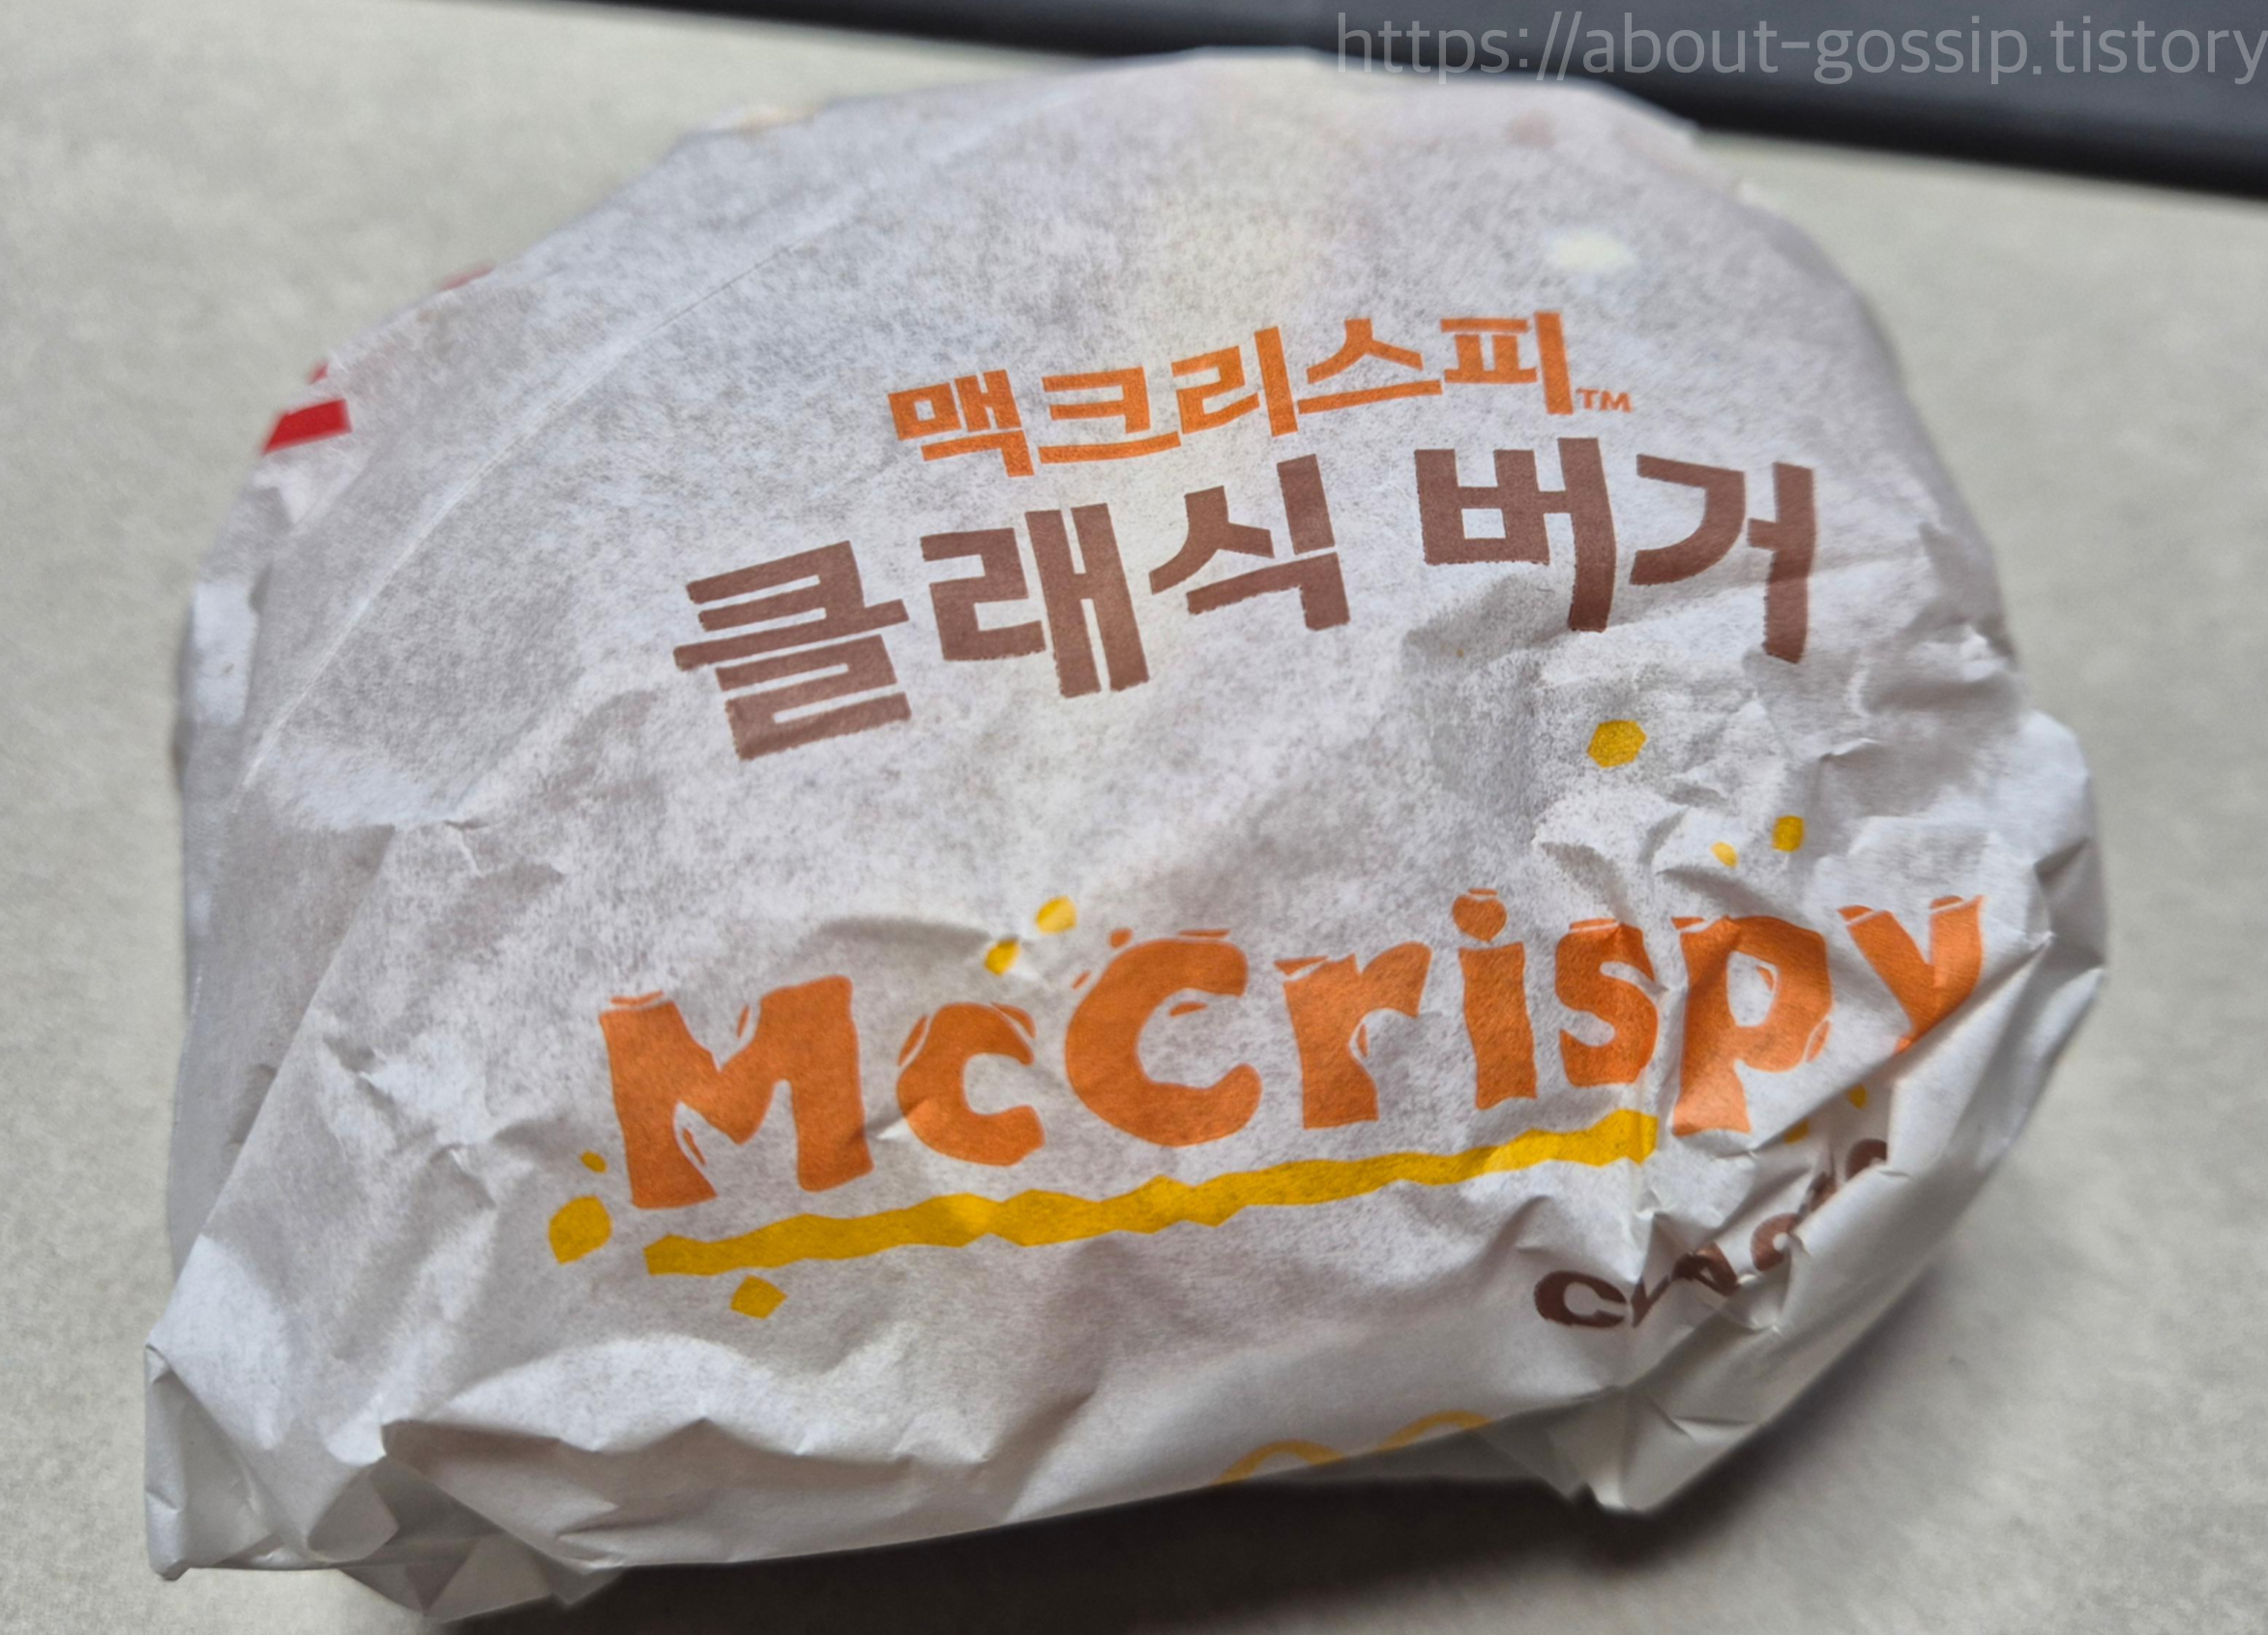 https://about-gossip.tistory
맥크리스피™
클래식 버거
McCrispy